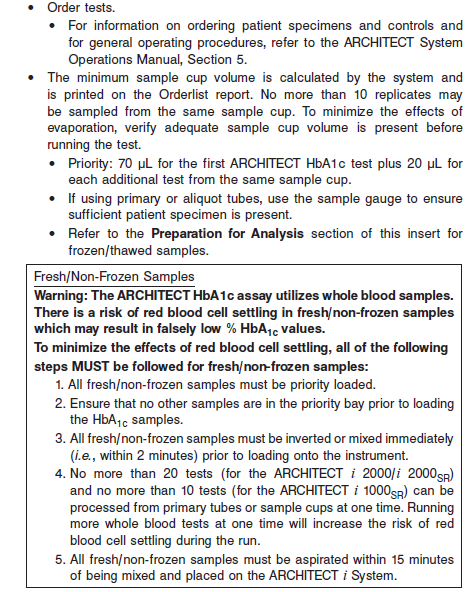 • Order tests.
• For information on ordering patient specimens and controls and
for general operating procedures, refer to the ARCHITECT System
Operations Manual, Section 5.
• The minimum sample cup volume is calculated by the system and
is printed on the Orderlist report. No more than 10 replicates may
be sampled from the same sample cup. To minimize the effects of
evaporation, verify adequate sample cup volume is present before
running the test.
• Priority: 70 µL for the first ARCHITECT HbA1c test plus 20 µL for
each additional test from the same sample cup.
• If using primary or aliquot tubes, use the sample gauge to ensure
sufficient patient specimen is present.
• Refer to the Preparation for Analysis section of this insert for
frozen/thawed samples.
Fresh/Non-Frozen Samples
Warning: The ARCHITECT HbA1c assay utilizes whole blood samples.
There is a risk of red blood cell settling in fresh/non-frozen samples
which may result in falsely low % HbA1c values.
To minimize the effects of red blood cell settling, all of the following
steps MUST be followed for fresh/non-frozen samples:
1. All fresh/non-frozen samples must be priority loaded.
2. Ensure that no other samples are in the priority bay prior to loading
the HbA1c samples.
3. All fresh/non-frozen samples must be inverted or mixed immediately
(i.e., within 2 minutes) prior to loading onto the instrument.
4. No more than 20 tests (for the ARCHITECT i 2000/i 2000SR)
and no more than 10 tests (for the ARCHITECT i 1000SR) can be
processed from primary tubes or sample cups at one time. Running
more whole blood tests at one time will increase the risk of red
blood cell settling during the run.
5. All fresh/non-frozen samples must be aspirated within 15 minutes
of being mixed and placed on the ARCHITECT i System.